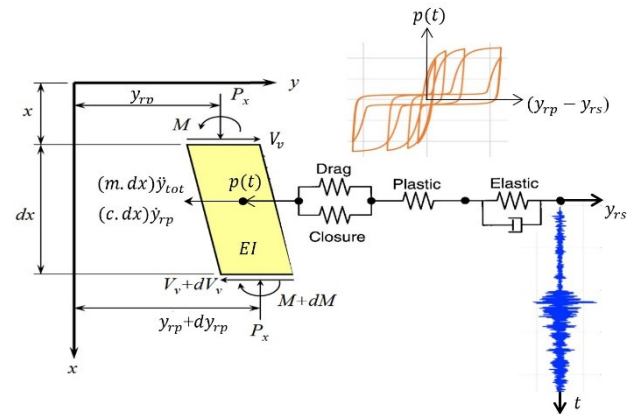 p(t)
(y_rp − y_rs)
y
x
y_rp
P_x
M
V_v
dx
(m.dx)ÿ_tot
(c.dx)ẏ_rp
p(t)
EI
Drag
Closure
Plastic
Elastic
y_rs
V_v+dV_v
M+dM
y_rp+dy_rp
P_x
x
t